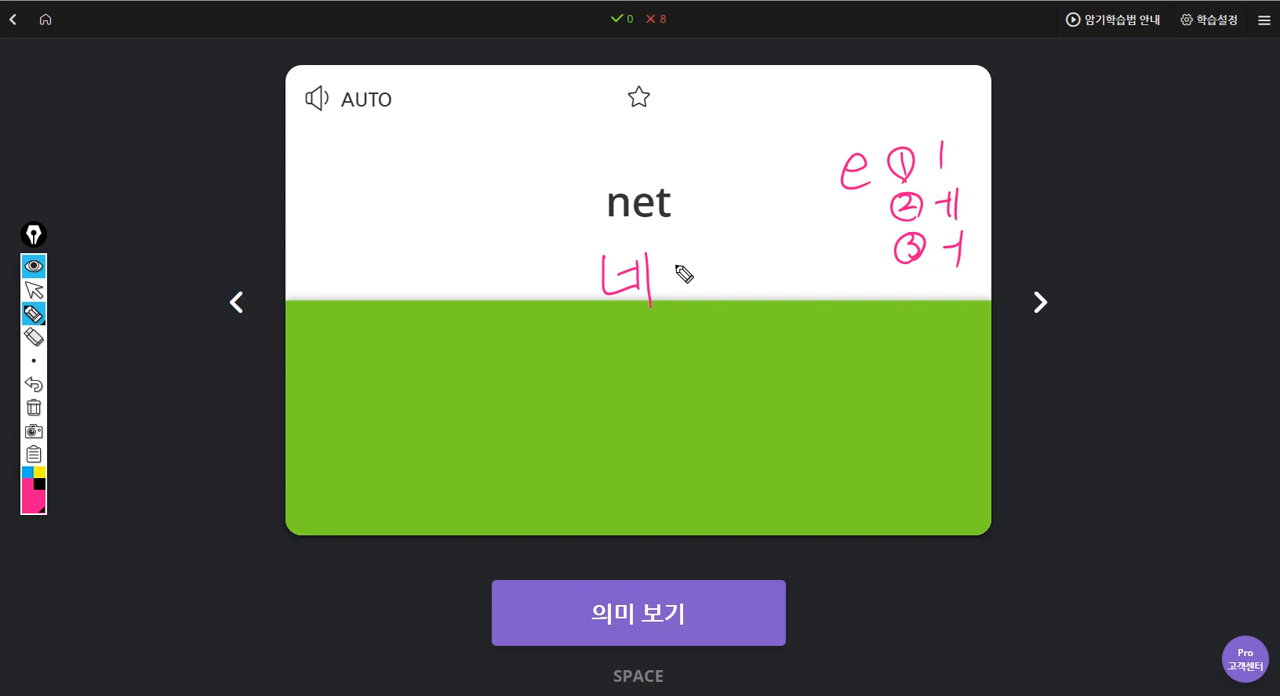 0 8 암기학습법 안내 학습설정
AUTO
net
e ① ㅣ
② ㅔ
③ ㅓ
네
의미 보기
SPACE
Pro
고객센터